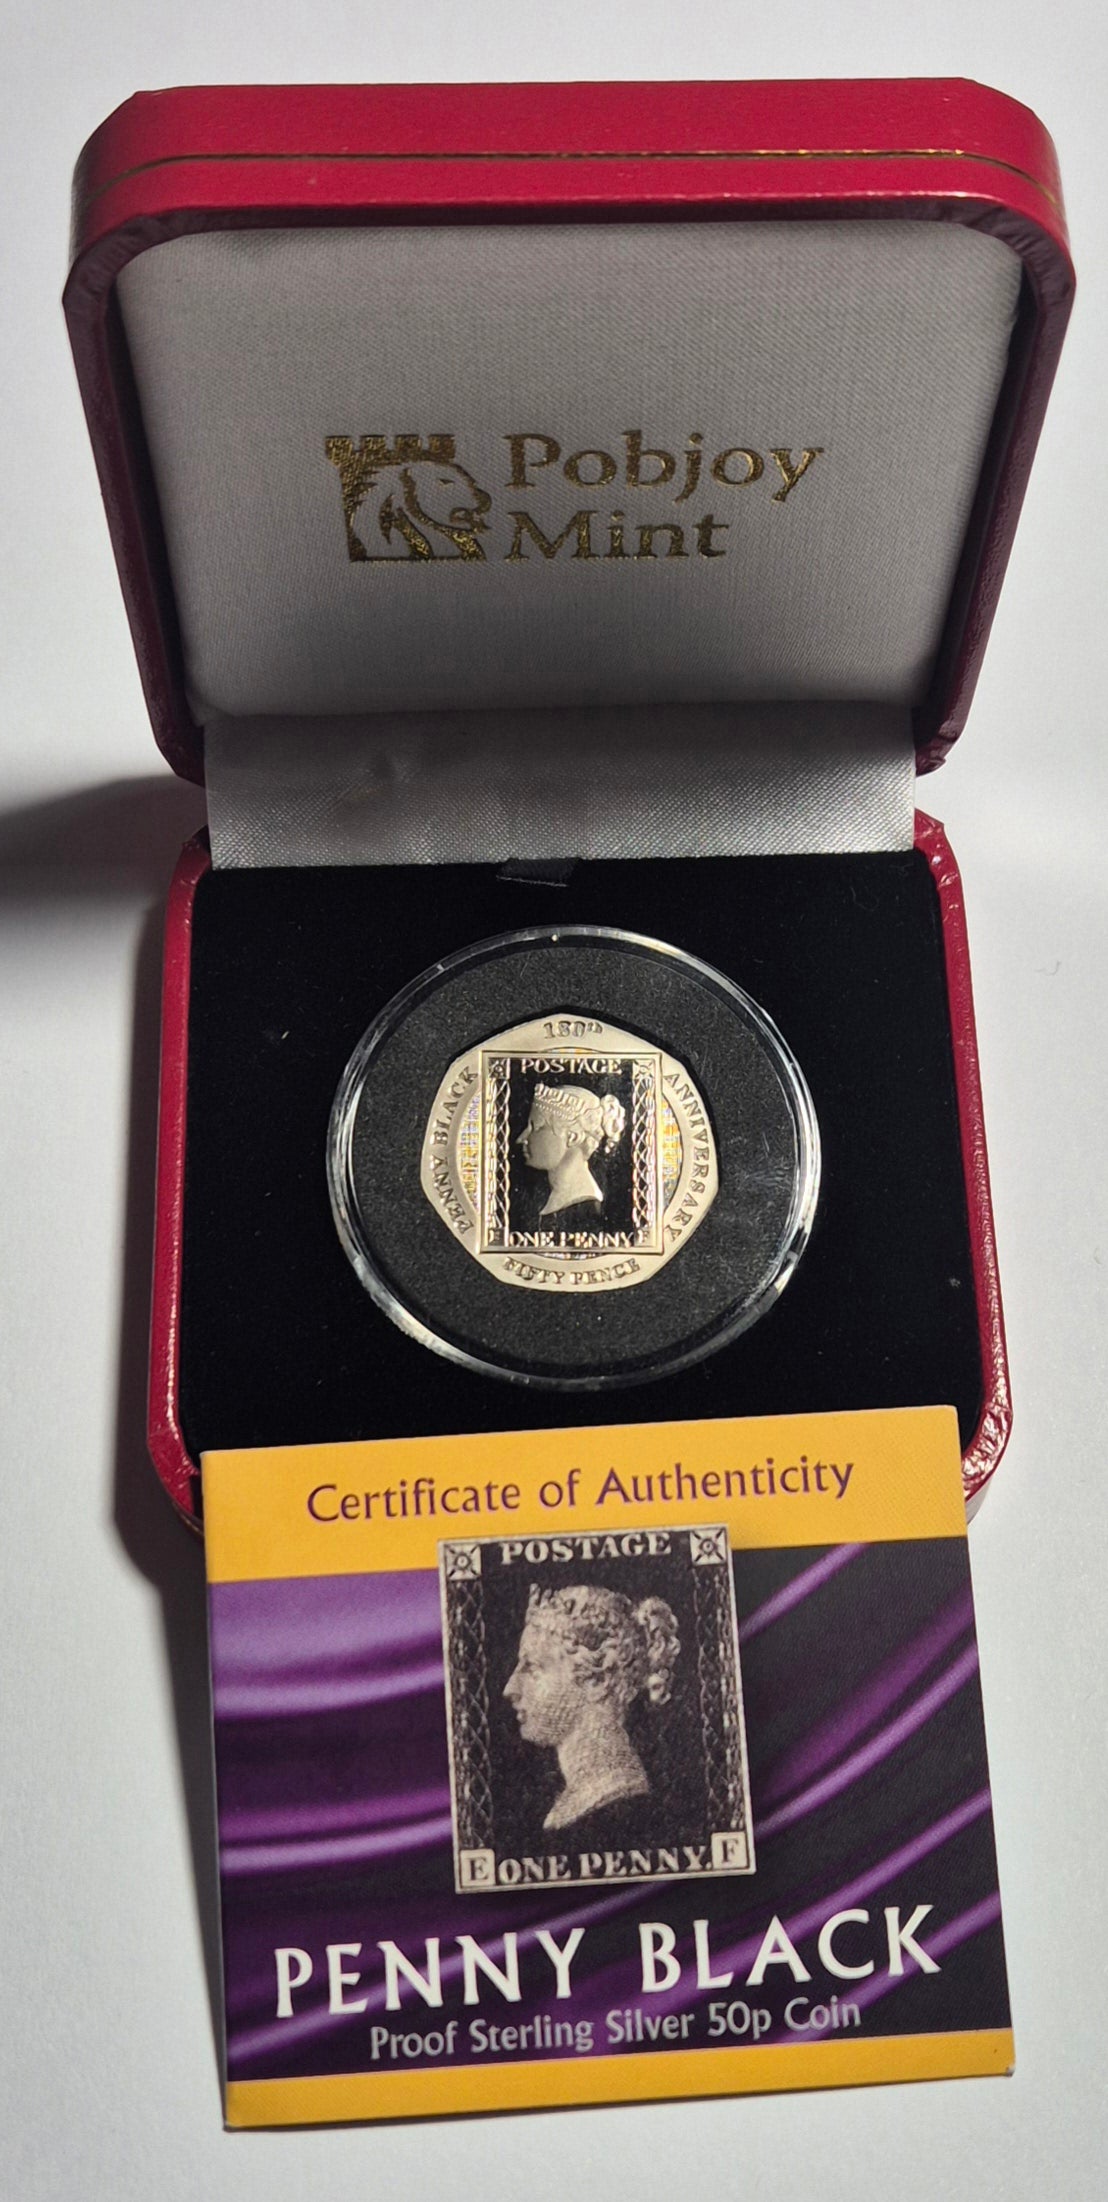 Pobjoy
Mint
180th
PENNY BLACK
ANNIVERSARY
POSTAGE
ONE PENNY
FIFTY PENCE
Certificate of Authenticity
POSTAGE
E ONE PENNY. F
PENNY BLACK
Proof Sterling Silver 50p Coin